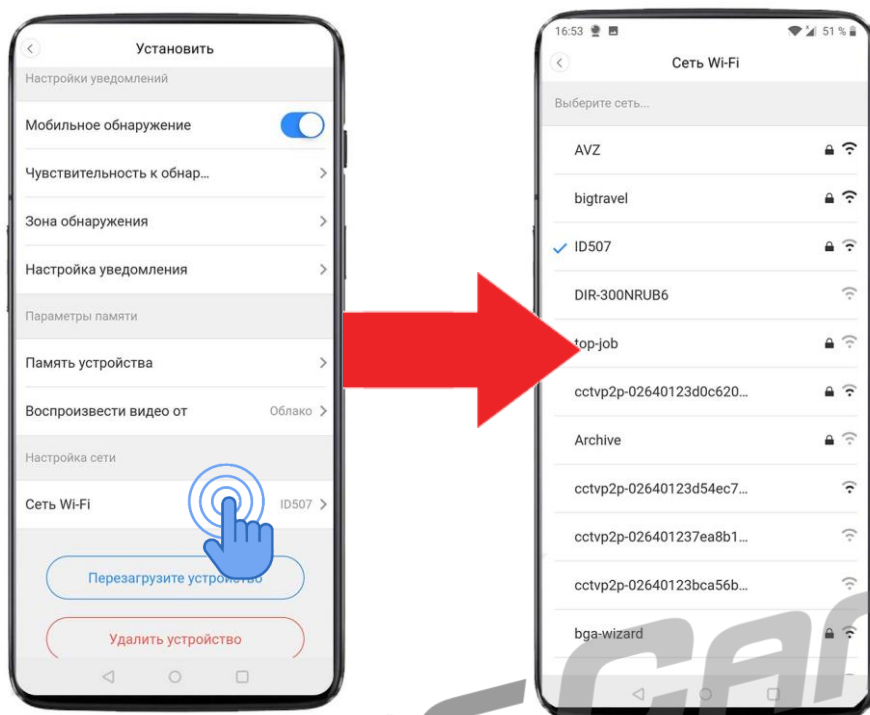 Установить
Настройки уведомлений
Мобильное обнаружение
Чувствительность к обнар...
Зона обнаружения
Настройка уведомления
Параметры памяти
Память устройства
Воспроизвести видео от Облако
Настройка сети
Сеть Wi-Fi ID507
Перезагрузите устройство
Удалить устройство
16:53 51 %
Сеть Wi-Fi
Выберите сеть...
AVZ
bigtravel
ID507
DIR-300NRUB6
top-job
cctvp2p-02640123d0c620...
Archive
cctvp2p-02640123d54ec7...
cctvp2p-026401237ea8b1...
cctvp2p-02640123bca56b...
bga-wizard